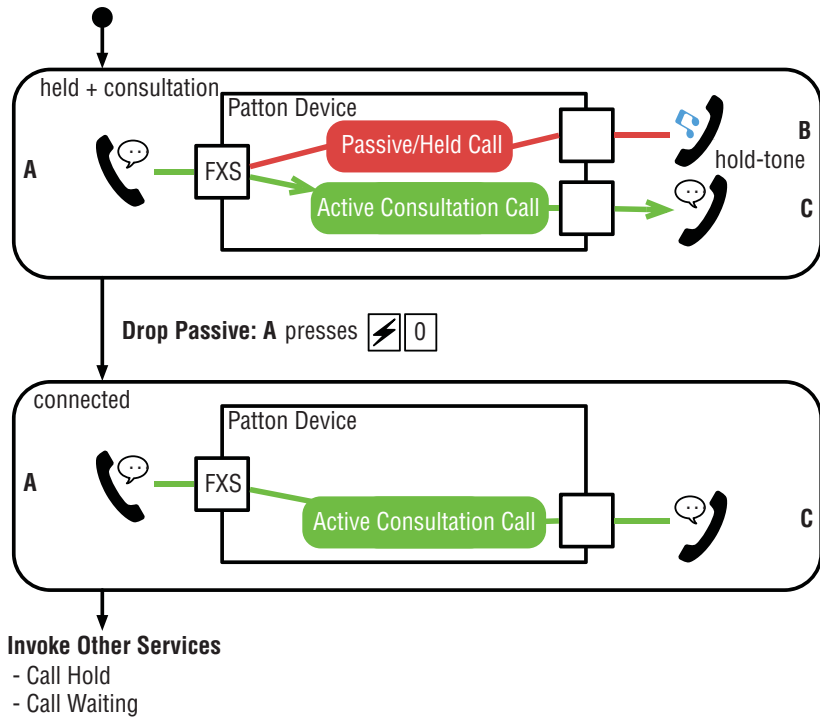 held + consultation
Patton Device
A
FXS
Passive/Held Call
B
hold-tone
Active Consultation Call
C
Drop Passive: A presses 0
connected
Patton Device
A
FXS
Active Consultation Call
C
Invoke Other Services
- Call Hold
- Call Waiting